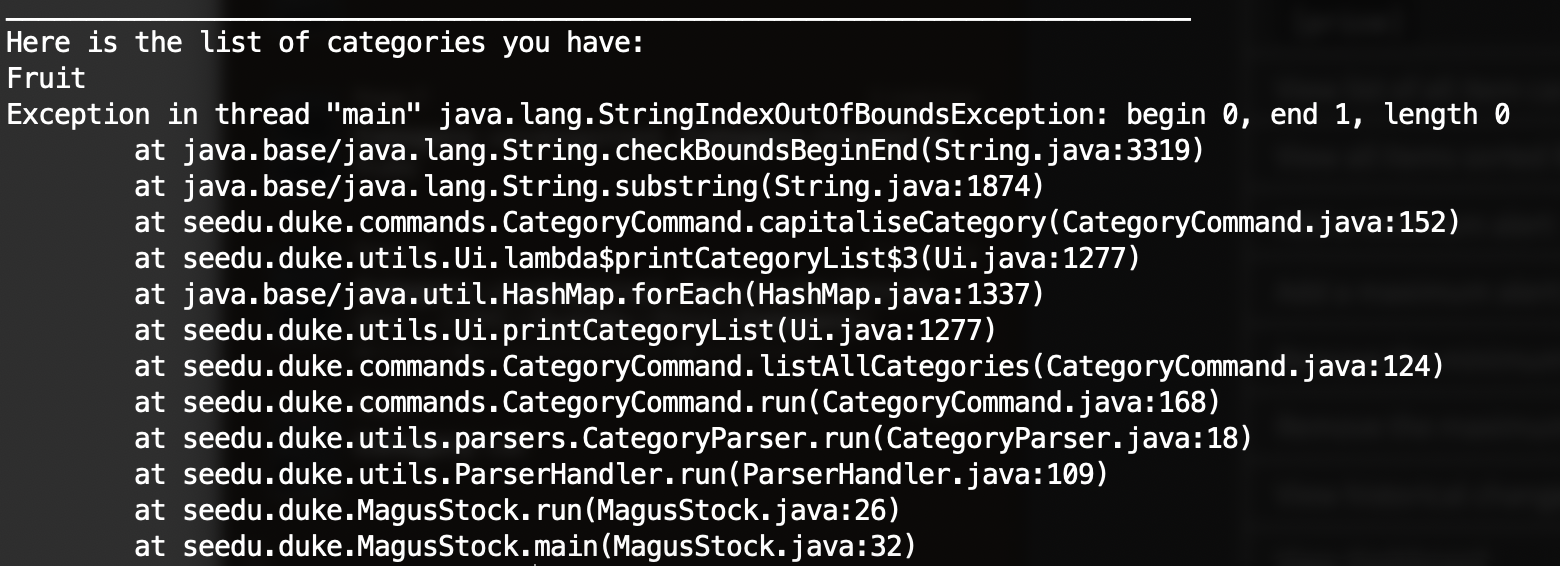 Here is the list of categories you have:
Fruit
Exception in thread "main" java.lang.StringIndexOutOfBoundsException: begin 0, end 1, length 0
at java.base/java.lang.String.checkBoundsBeginEnd(String.java:3319)
at java.base/java.lang.String.substring(String.java:1874)
at seedu.duke.commands.CategoryCommand.capitaliseCategory(CategoryCommand.java:152)
at seedu.duke.utils.Ui.lambda$printCategoryList$3(Ui.java:1277)
at java.base/java.util.HashMap.forEach(HashMap.java:1337)
at seedu.duke.utils.Ui.printCategoryList(Ui.java:1277)
at seedu.duke.commands.CategoryCommand.listAllCategories(CategoryCommand.java:124)
at seedu.duke.commands.CategoryCommand.run(CategoryCommand.java:168)
at seedu.duke.utils.parsers.CategoryParser.run(CategoryParser.java:18)
at seedu.duke.utils.ParserHandler.run(ParserHandler.java:109)
at seedu.duke.MagusStock.run(MagusStock.java:26)
at seedu.duke.MagusStock.main(MagusStock.java:32)